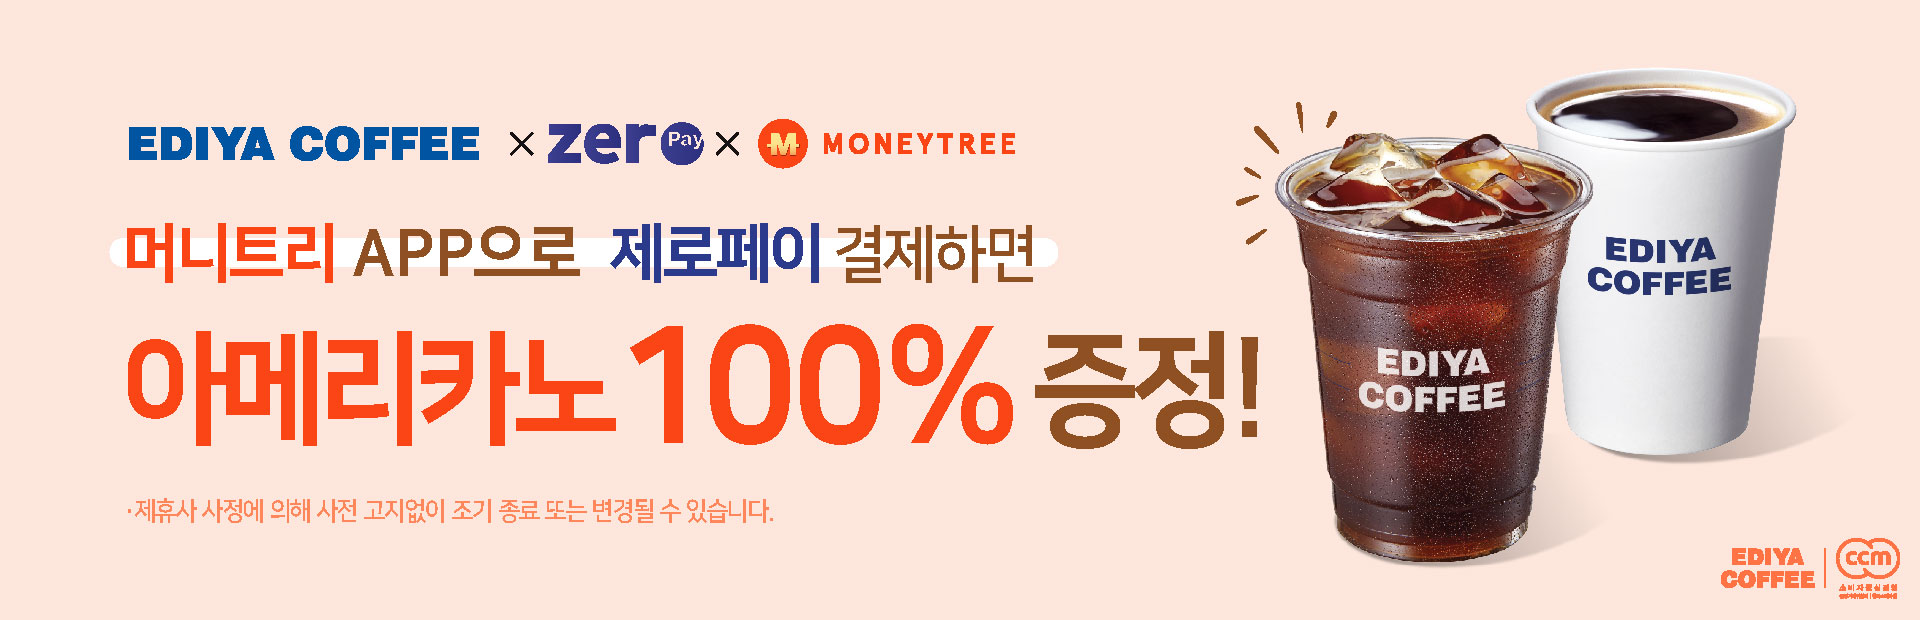 EDIYA COFFEE × zero Pay × M MONEYTREE
머니트리 APP으로 제로페이 결제하면
아메리카노 100% 증정!
·제휴사 사정에 의해 사전 고지없이 조기 종료 또는 변경될 수 있습니다.
EDIYA
COFFEE
EDIYA
COFFEE
EDIYA
COFFEE
ccm